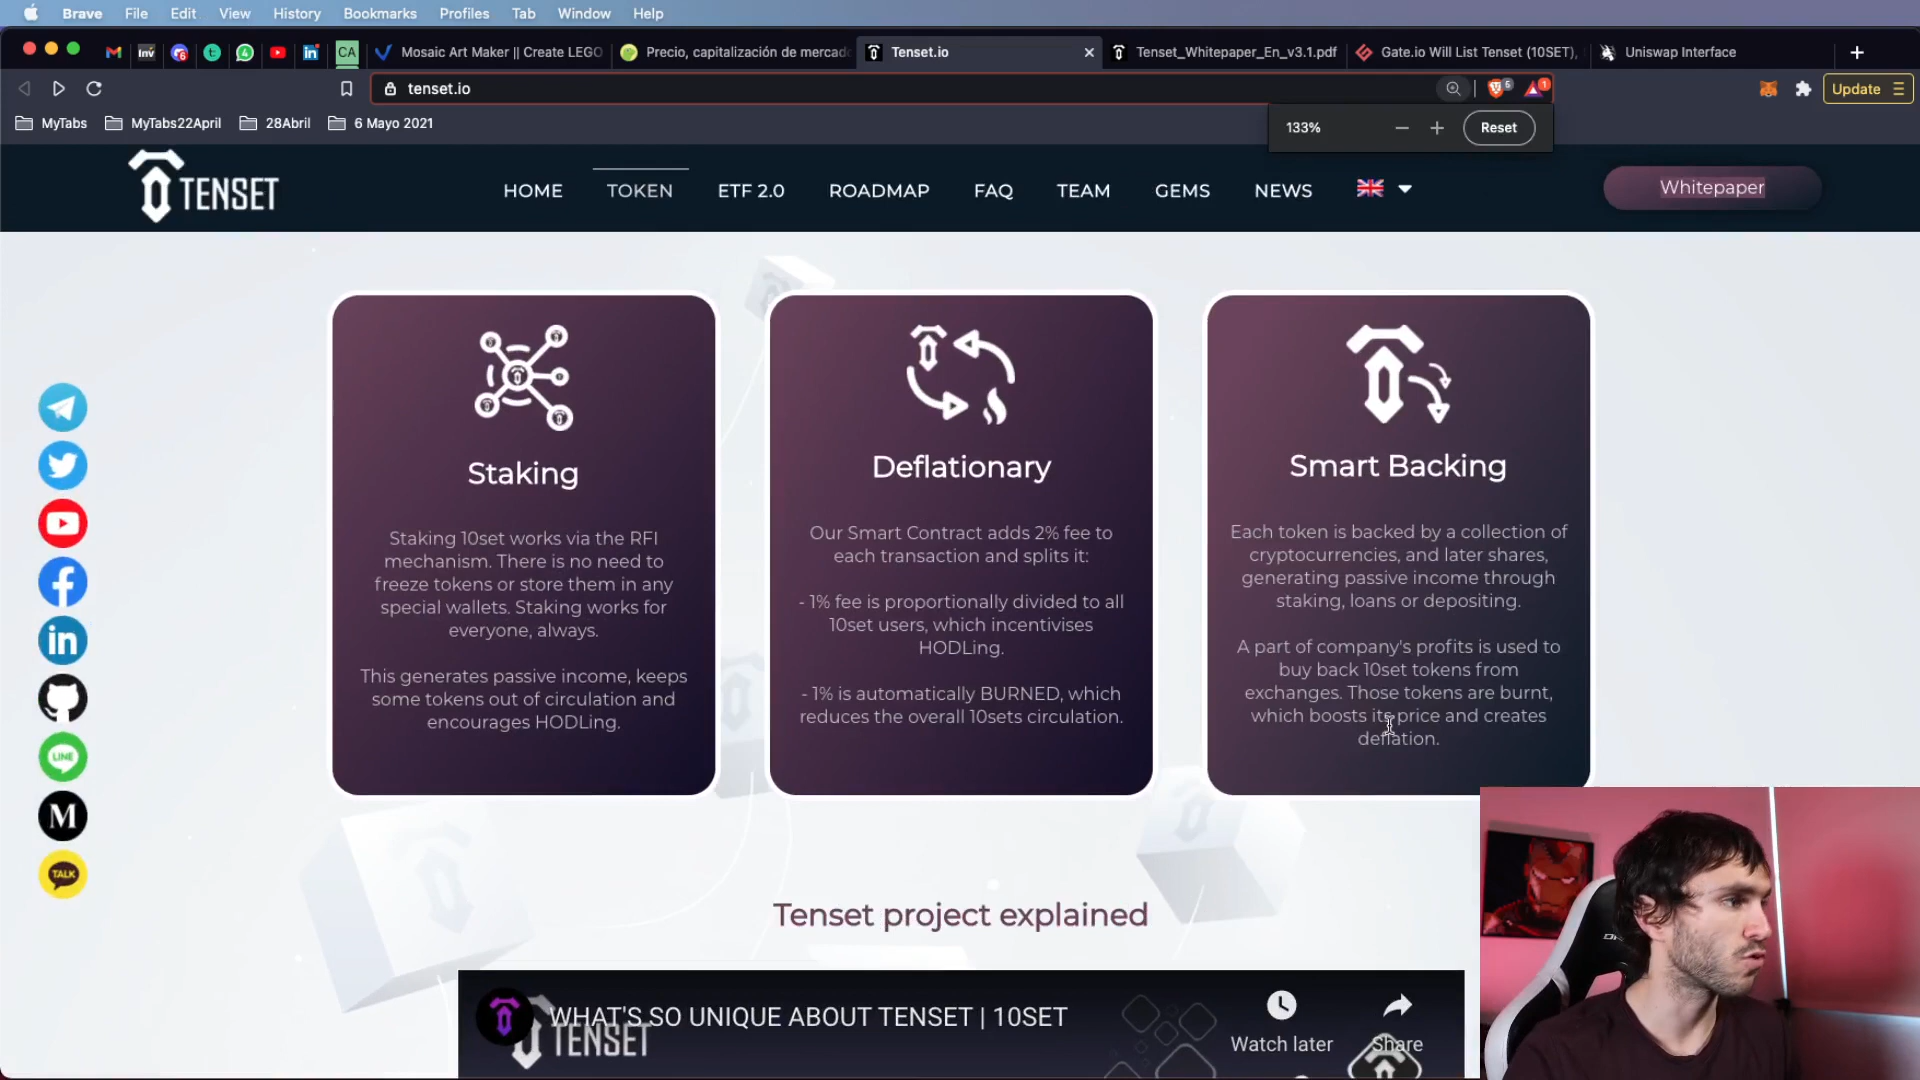 Brave File Edit View History Bookmarks Profiles Tab Window Help
Inv
CA
Mosaic Art Maker || Create LEGO
Precio, capitalización de mercad
Tenset.io
Tenset_Whitepaper_En_v3.1.pdf
Gate.io Will List Tenset (10SET),
Uniswap Interface
tenset.io
6
1
Update
MyTabs MyTabs22April 28Abril 6 Mayo 2021
133% Reset
TENSET
HOME TOKEN ETF 2.0 ROADMAP FAQ TEAM GEMS NEWS
Whitepaper
Staking
Staking 10set works via the RFI
mechanism. There is no need to
freeze tokens or store them in any
special wallets. Staking works for
everyone, always.
This generates passive income, keeps
some tokens out of circulation and
encourages HODLing.
Deflationary
Our Smart Contract adds 2% fee to
each transaction and splits it:
- 1% fee is proportionally divided to all
10set users, which incentivises
HODLing.
- 1% is automatically BURNED, which
reduces the overall 10sets circulation.
Smart Backing
Each token is backed by a collection of
cryptocurrencies, and later shares,
generating passive income through
staking, loans or depositing.
A part of company's profits is used to
buy back 10set tokens from
exchanges. Those tokens are burnt,
which boosts its price and creates
deflation.
in
LINE
M
TALK
Tenset project explained
WHAT'S SO UNIQUE ABOUT TENSET | 10SET
TENSET
Watch later
Share